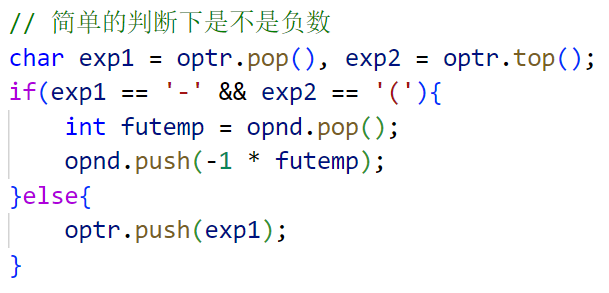 // 简单的判断下是不是负数
char exp1 = optr.pop(), exp2 = optr.top();
if(exp1 == '-' && exp2 == '('){
    int futemp = opnd.pop();
    opnd.push(-1 * futemp);
}else{
    optr.push(exp1);
}